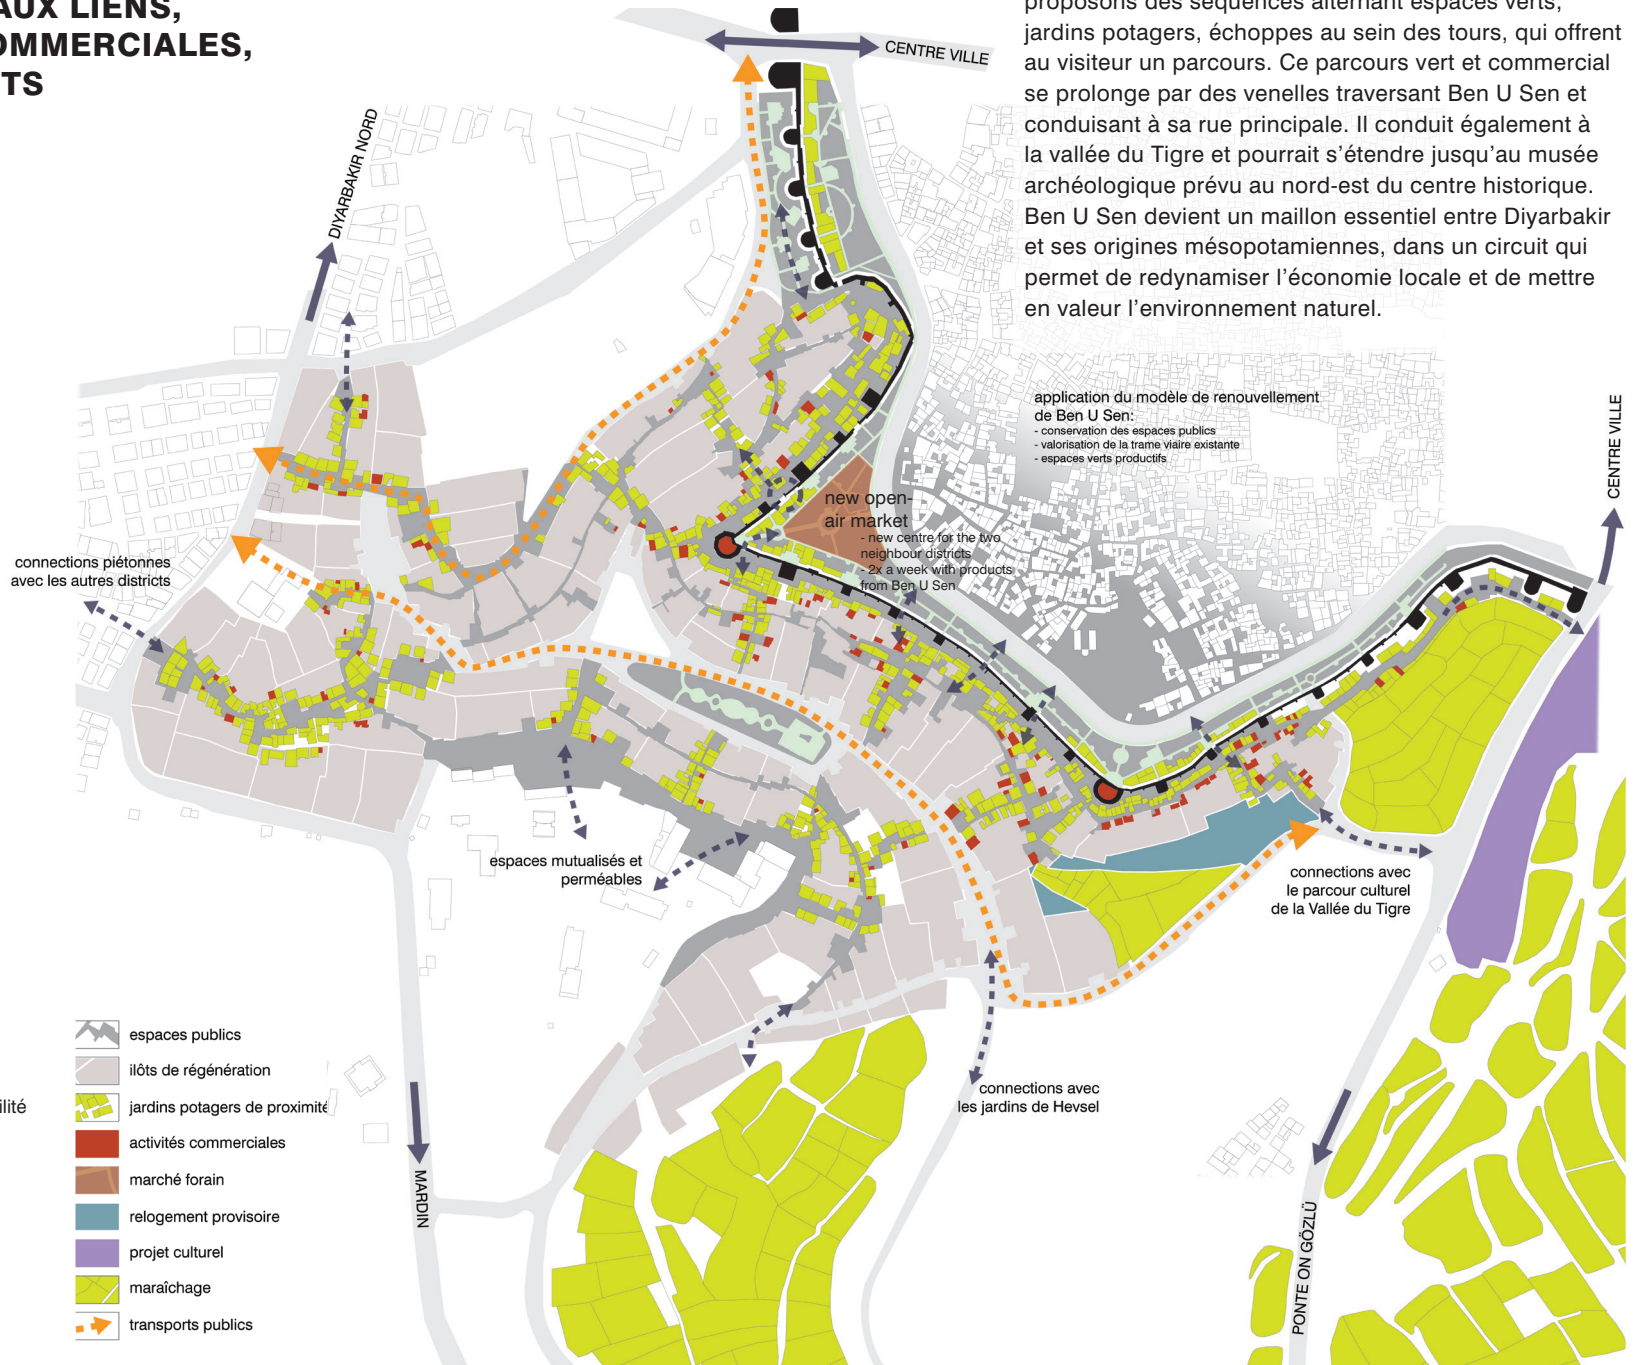 AUX LIENS,
OMMERCIALES,
TS
proposons des séquences alternant espaces verts,
jardins potagers, échoppes au sein des tours, qui offrent
au visiteur un parcours. Ce parcours vert et commercial
se prolonge par des venelles traversant Ben U Sen et
conduisant à sa rue principale. Il conduit également à
la vallée du Tigre et pourrait s’étendre jusqu’au musée
archéologique prévu au nord-est du centre historique.
Ben U Sen devient un maillon essentiel entre Diyarbakir
et ses origines mésopotamiennes, dans un circuit qui
permet de redynamiser l’économie locale et de mettre
en valeur l’environnement naturel.
CENTRE VILLE
DIYARBAKIR NORD
application du modèle de renouvellement
de Ben U Sen:
- conservation des espaces publics
- valorisation de la trame viaire existante
- espaces verts productifs
CENTRE VILLE
new open-
air market
- new centre for the two
neighbour districts
- 2x a week with products
from Ben U Sen
connections piétonnes
avec les autres districts
espaces mutualisés et
perméables
connections avec
le parcour culturel
de la Vallée du Tigre
connections avec
les jardins de Hevsel
MARDIN
PONTE ON GÖZLÜ
ilité
espaces publics
ilôts de régénération
jardins potagers de proximité
activités commerciales
marché forain
relogement provisoire
projet culturel
maraîchage
transports publics